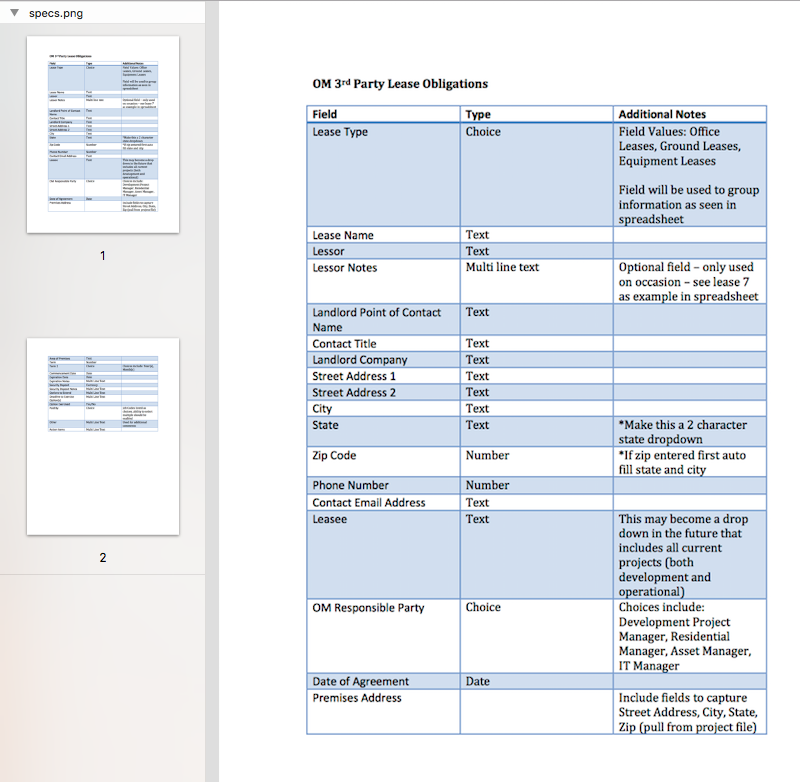 specs.png
1
2
OM 3rd Party Lease Obligations
Field Type Additional Notes
Lease Type Choice Field Values: Office
Leases, Ground Leases,
Equipment Leases
Field will be used to group
information as seen in
spreadsheet
Lease Name Text
Lessor Text
Lessor Notes Multi line text Optional field – only used
on occasion – see lease 7
as example in spreadsheet
Landlord Point of Contact Text
Name
Contact Title Text
Landlord Company Text
Street Address 1 Text
Street Address 2 Text
City Text
State Text *Make this a 2 character
state dropdown
Zip Code Number *If zip entered first auto
fill state and city
Phone Number Number
Contact Email Address Text
Leasee Text This may become a drop
down in the future that
includes all current
projects (both
development and
operational)
OM Responsible Party Choice Choices include:
Development Project
Manager, Residential
Manager, Asset Manager,
IT Manager
Date of Agreement Date
Premises Address Include fields to capture
Street Address, City, State,
Zip (pull from project file)